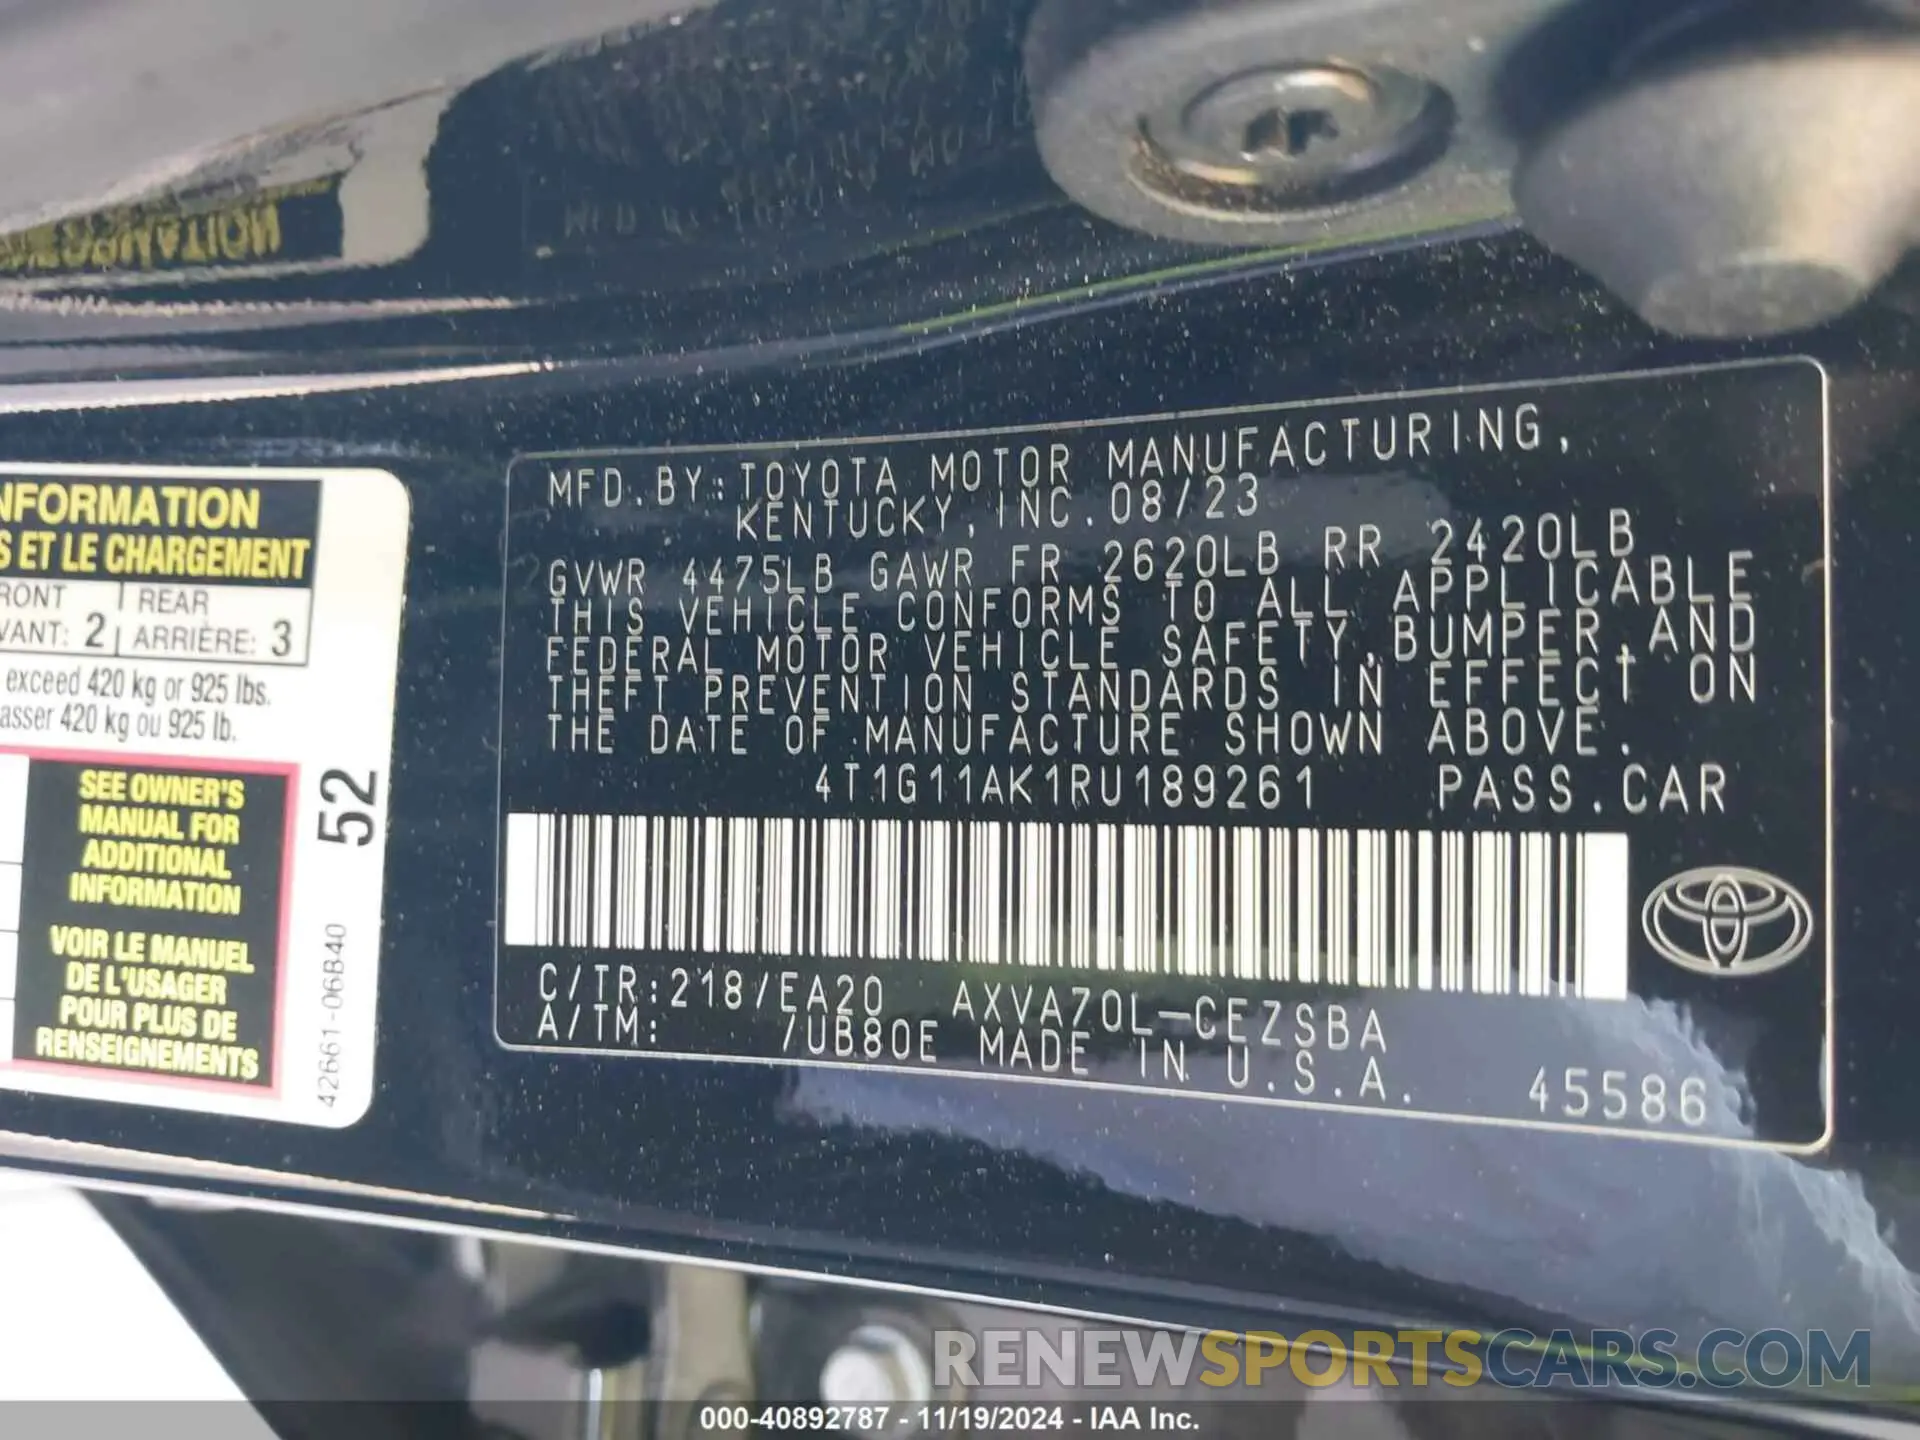 NFORMATION
S ET LE CHARGEMENT
RONT
VANT: 2
REAR
ARRIÈRE: 3
exceed 420 kg or 925 lbs.
asser 420 kg ou 925 lb.
SEE OWNER'S
MANUAL FOR
ADDITIONAL
INFORMATION
VOIR LE MANUEL
DE L'USAGER
POUR PLUS DE
RENSEIGNEMENTS
52
42661-06B40
MFD.BY:TOYOTA MOTOR MANUFACTURING,
KENTUCKY,INC.08/23
GVWR 4475LB GAWR FR 2620LB RR 2420LB
THIS VEHICLE CONFORMS TO ALL APPLICABLE
FEDERAL MOTOR VEHICLE SAFETY,BUMPER,AND
THEFT PREVENTION STANDARDS IN EFFECT ON
THE DATE OF MANUFACTURE SHOWN ABOVE.
4T1G11AK1RU189261 PASS.CAR
C/TR:218/EA20 AXVA70L-CEZSBA
A/TM: /UB80E MADE IN U.S.A.
45586
RENEWSPORTSCARS.COM
000-40892787 - 11/19/2024 - IAA Inc.